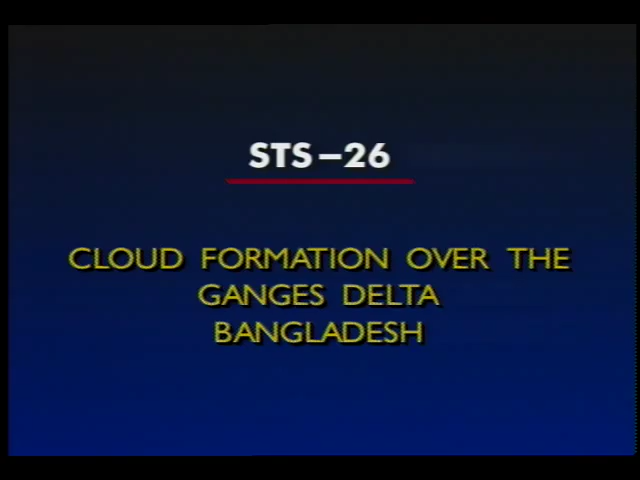 STS-26
CLOUD FORMATION OVER THE
GANGES DELTA
BANGLADESH